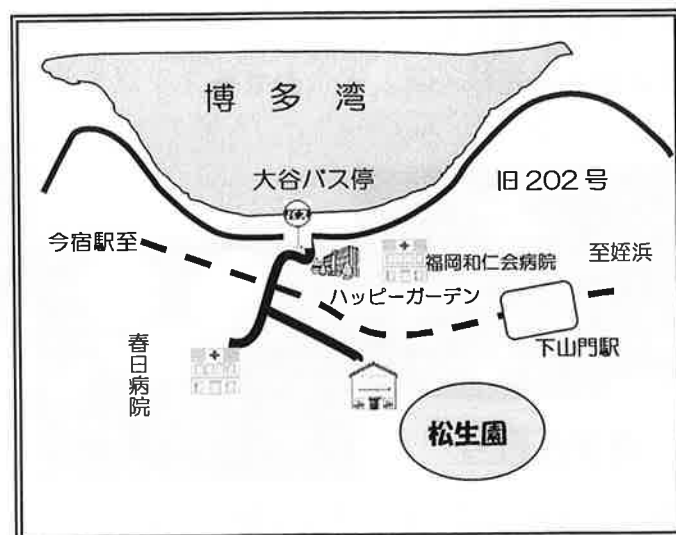 博多湾
大谷バス停
バス
旧202号
今宿駅至
福岡和仁会病院
至姪浜
ハッピーガーデン
下山門駅
春日病院
松生園